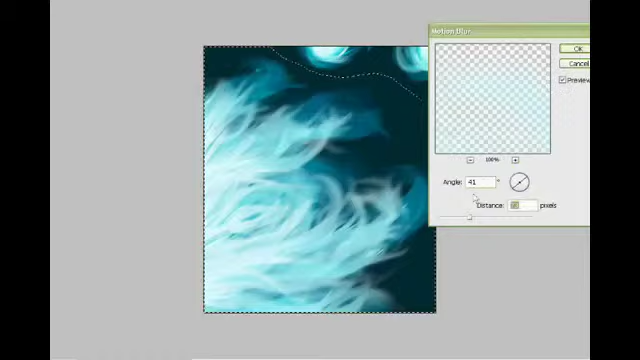 Motion Blur
OK
Cancel
Preview
100%
Angle: 41 °
Distance: pixels